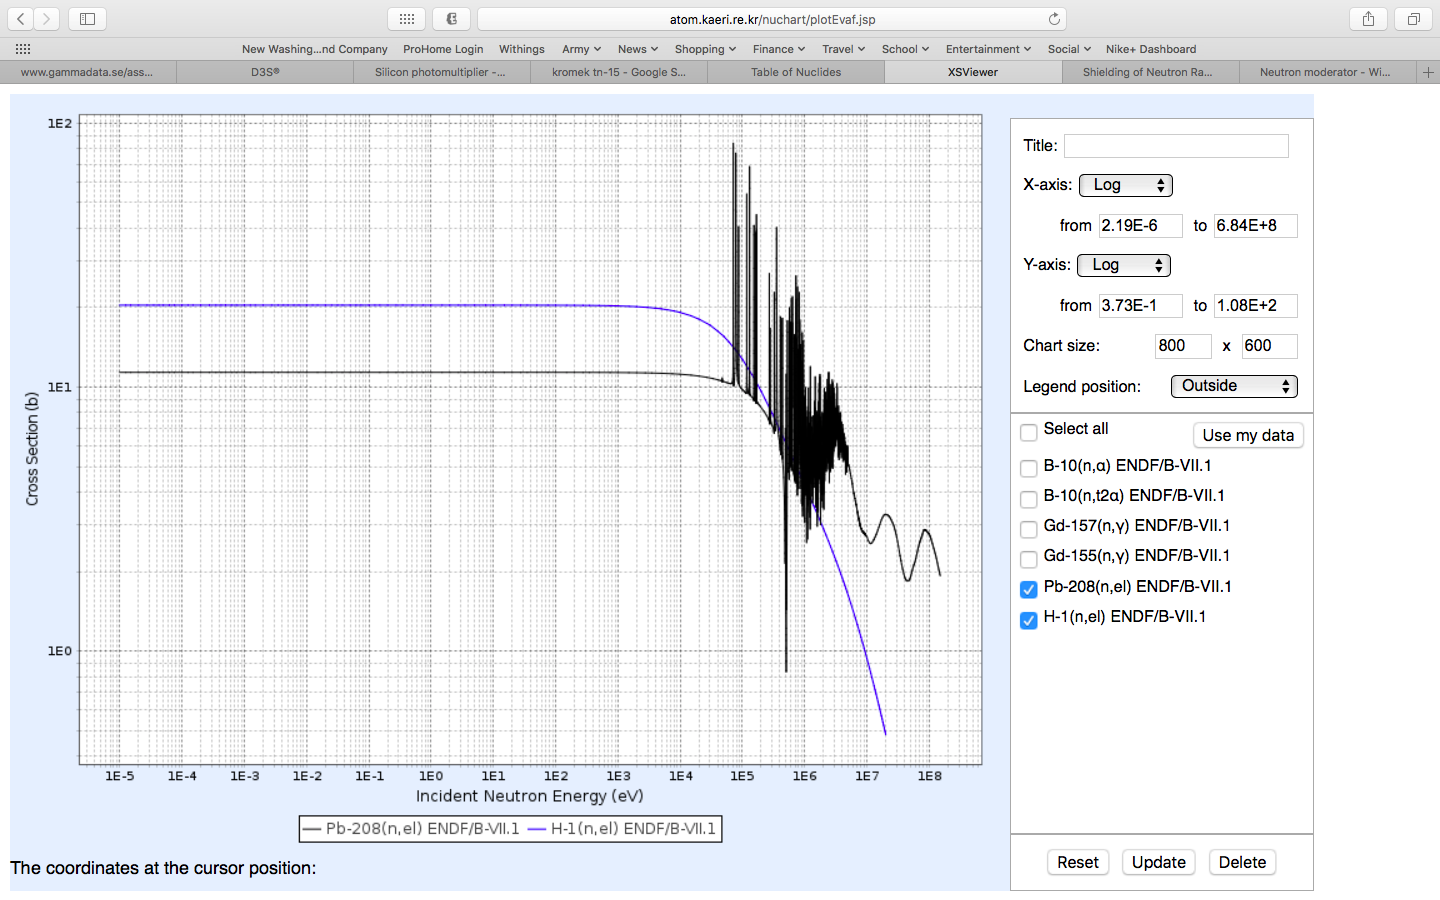 atom.kaeri.re.kr/nuchart/plotEvaf.jsp
New Washing...nd Company ProHome Login Withings Army News Shopping Finance Travel School Entertainment Social Nike+ Dashboard
www.gammadata.se/ass... D3S® Silicon photomultiplier -... kromek tn-15 - Google S... Table of Nuclides XSViewer Shielding of Neutron Ra... Neutron moderator - Wi... +
1E2
1E1
1E0
Cross Section (b)
1E-5 1E-4 1E-3 1E-2 1E-1 1E0 1E1 1E2 1E3 1E4 1E5 1E6 1E7 1E8
Incident Neutron Energy (eV)
Pb-208(n,el) ENDF/B-VII.1 H-1(n,el) ENDF/B-VII.1
The coordinates at the cursor position:
Title:
X-axis: Log
from 2.19E-6 to 6.84E+8
Y-axis: Log
from 3.73E-1 to 1.08E+2
Chart size: 800 x 600
Legend position: Outside
Select all Use my data
B-10(n,α) ENDF/B-VII.1
B-10(n,t2α) ENDF/B-VII.1
Gd-157(n,γ) ENDF/B-VII.1
Gd-155(n,γ) ENDF/B-VII.1
Pb-208(n,el) ENDF/B-VII.1
H-1(n,el) ENDF/B-VII.1
Reset Update Delete